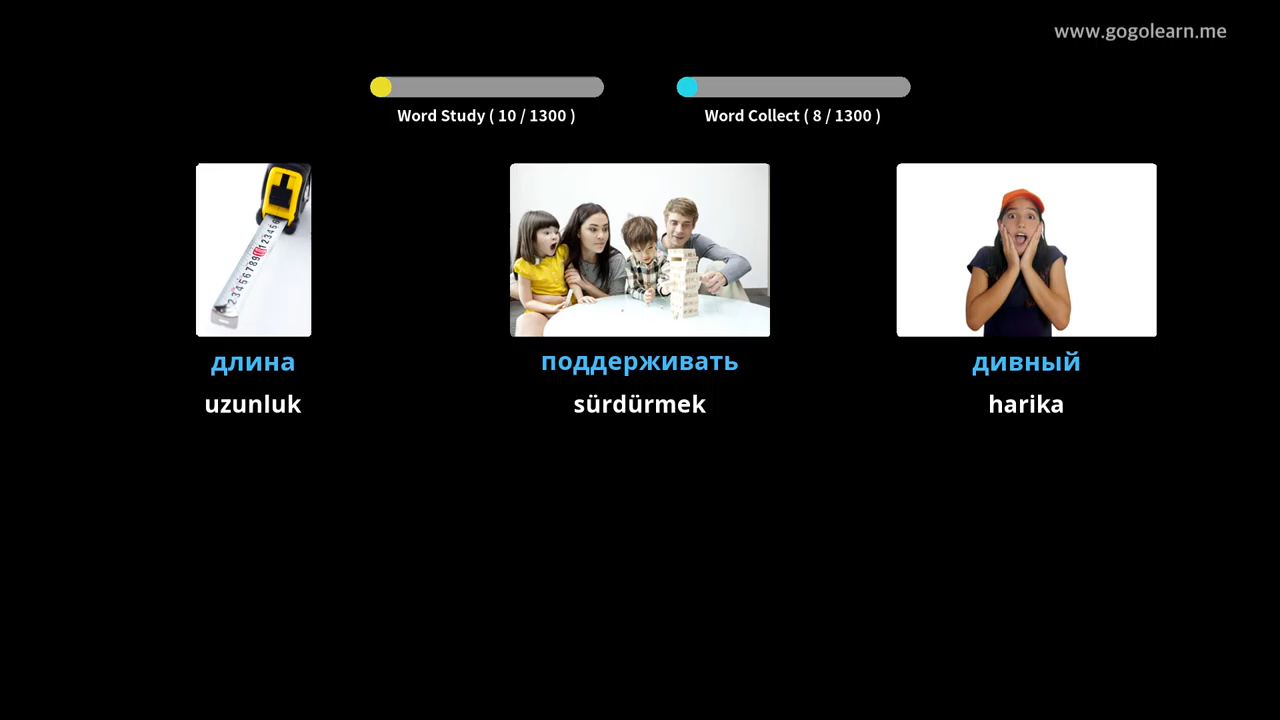 www.gogolearn.me
Word Study ( 10 / 1300 )
Word Collect ( 8 / 1300 )
длина
поддерживать
дивный
uzunluk
sürdürmek
harika